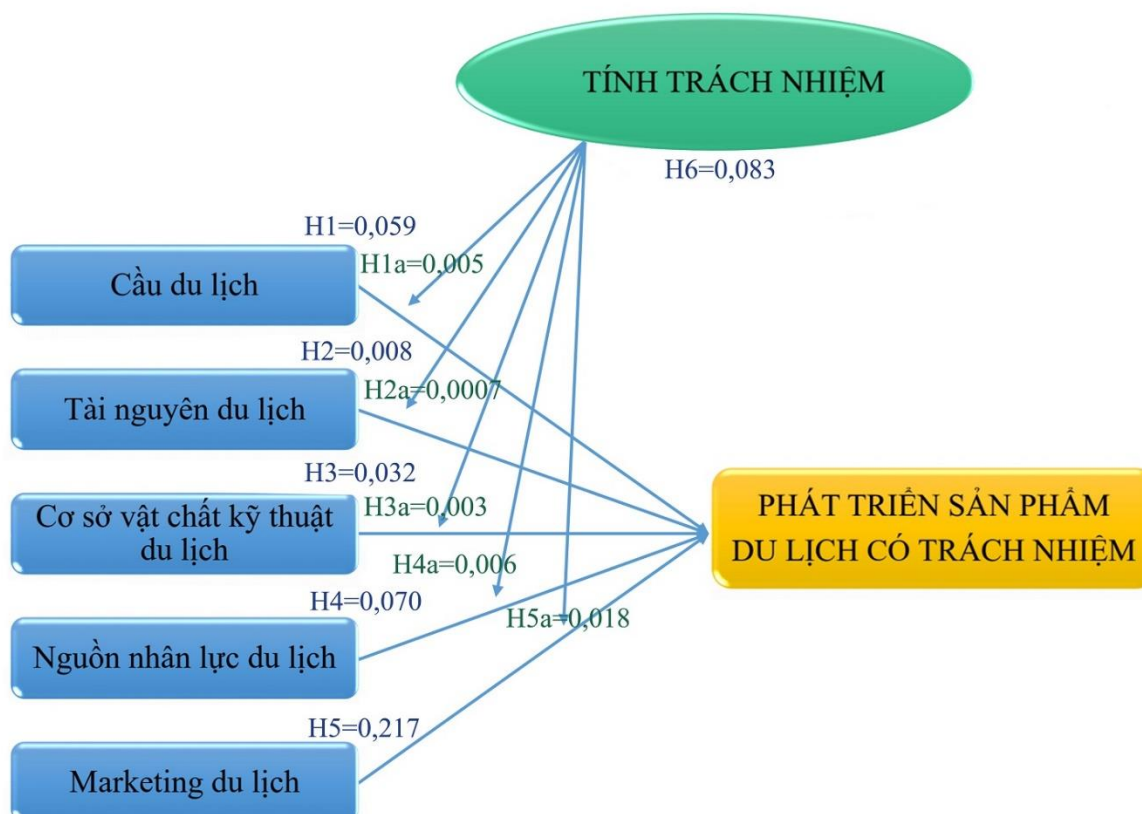 TÍNH TRÁCH NHIỆM
H6=0,083
H1=0,059
H1a=0,005
Cầu du lịch
H2=0,008
H2a=0,0007
Tài nguyên du lịch
H3=0,032
H3a=0,003
Cơ sở vật chất kỹ thuật
du lịch
PHÁT TRIỂN SẢN PHẨM
DU LỊCH CÓ TRÁCH NHIỆM
H4a=0,006
H4=0,070
H5a=0,018
Nguồn nhân lực du lịch
H5=0,217
Marketing du lịch